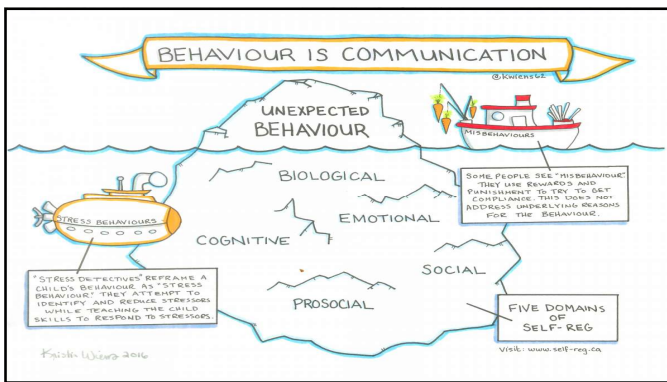 BEHAVIOUR IS COMMUNICATION
@kwiens62
UNEXPECTED
BEHAVIOUR
MISBEHAVIOURS
BIOLOGICAL
SOME PEOPLE SEE "MISBEHAVIOUR."
THEY USE REWARDS AND
PUNISHMENT TO TRY TO GET
COMPLIANCE. THIS DOES NOT
ADDRESS UNDERLYING REASONS
FOR THE BEHAVIOUR.
STRESS BEHAVIOURS
EMOTIONAL
COGNITIVE
SOCIAL
"STRESS DETECTIVES" REFRAME A
CHILD'S BEHAVIOUR AS "STRESS
BEHAVIOUR." THEY ATTEMPT TO
IDENTIFY AND REDUCE STRESSORS
WHILE TEACHING THE CHILD
SKILLS TO RESPOND TO STRESSORS.
PROSOCIAL
FIVE DOMAINS
OF
SELF-REG
Kristin Wiens 2016
Visit: www.self-reg.ca